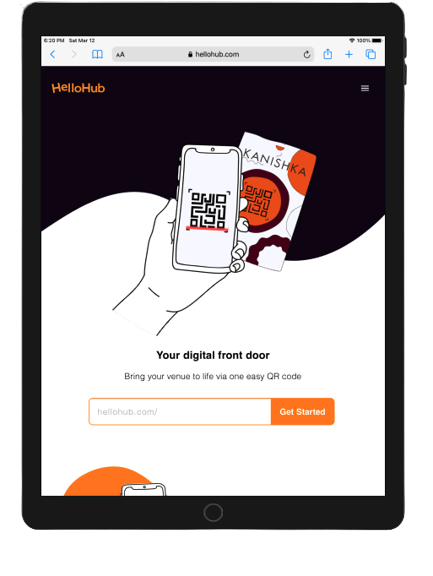 6:20 PM Sat Mar 12
100%
AA
hellohub.com
HelloHub
KANISHKA
Your digital front door
Bring your venue to life via one easy QR code
hellohub.com/
Get Started